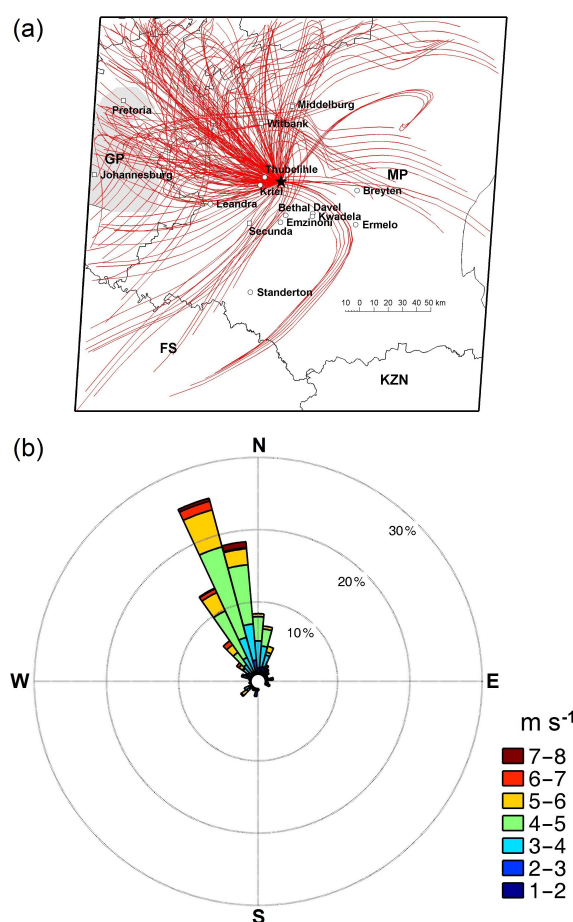 (a)
Pretoria
Middelburg
Witbank
GP
Johannesburg
Thubelihle
MP
Kriel
Breyten
Leandra
Bethal Davel
Kwadela
Emzinoni
Ermelo
Secunda
Standerton
10 0 10 20 30 40 50 km
FS
KZN
(b)
N
30%
20%
10%
W
E
S
m s⁻¹
7–8
6–7
5–6
4–5
3–4
2–3
1–2